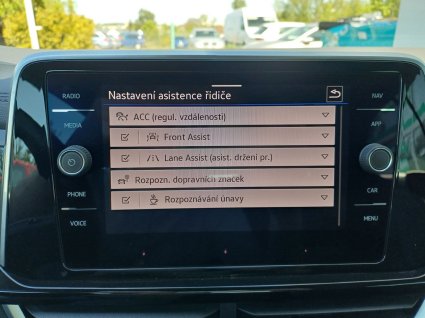 RADIO
MEDIA
PHONE
VOICE
Nastavení asistence řidiče
ACC (regul. vzdálenosti)
Front Assist
Lane Assist (asist. držení pr.)
Rozpozn. dopravních značek
Rozpoznávání únavy
NAV
APP
CAR
MENU